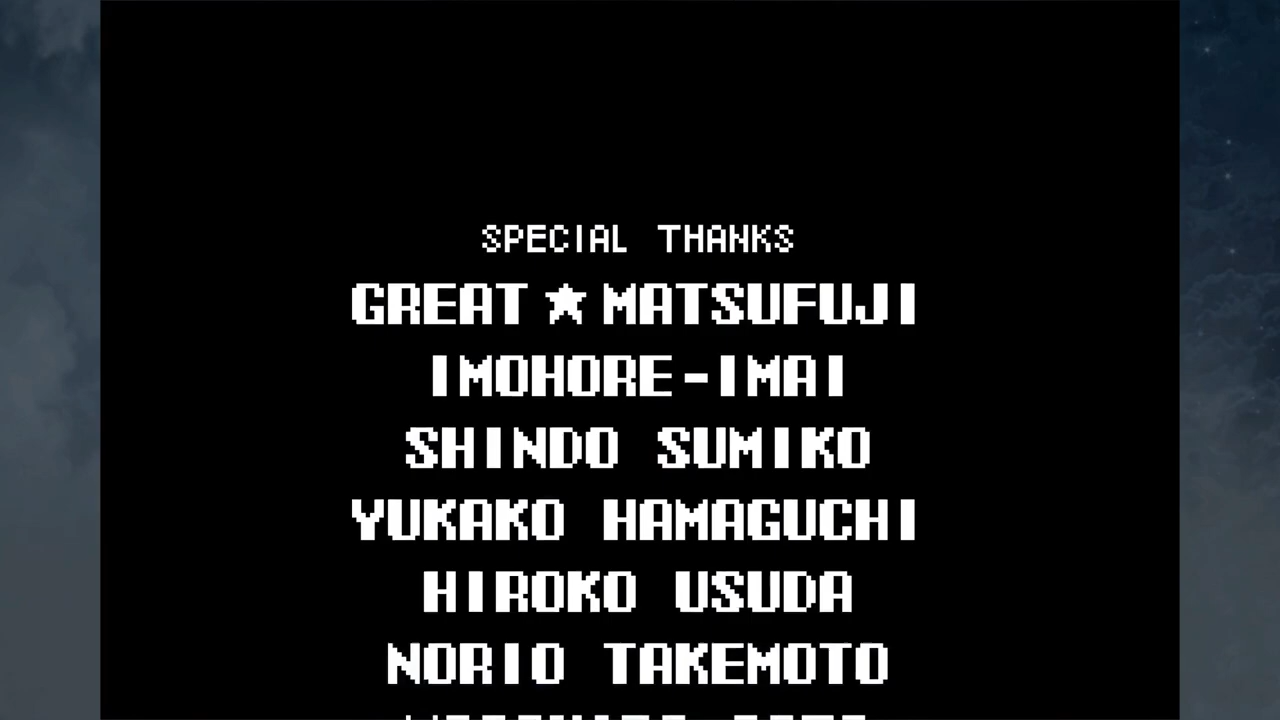 SPECIAL THANKS
GREAT★MATSUFUJI
IMOHORE-IMAI
SHINDO SUMIKO
YUKAKO HAMAGUCHI
HIROKO USUDA
NORIO TAKEMOTO